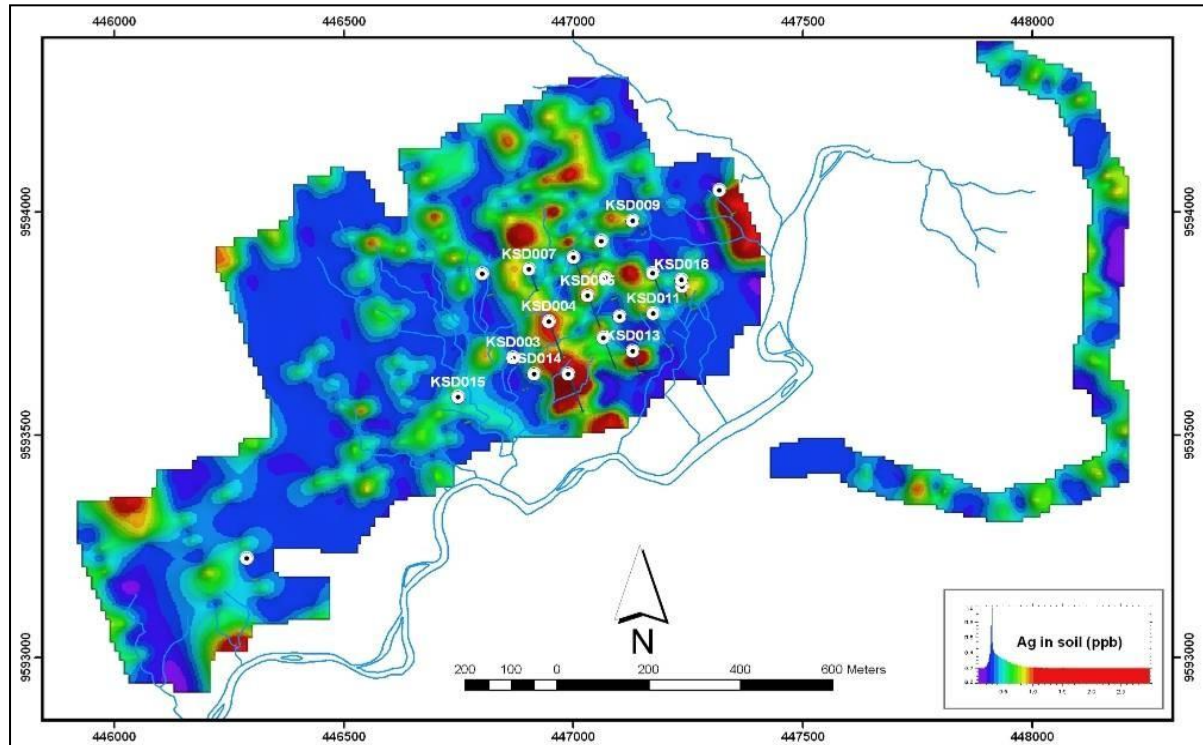 446000 446500 447000 447500 448000
9594000 9594000
KSD009
KSD007
KSD016
KSD004
KSD011
KSD003
KSD013
KSD014
KSD015
9593500 9593500
N
Ag in soil (ppb)
200 100 0 200 400 600 Meters
9593000 9593000
446000 446500 447000 447500 448000